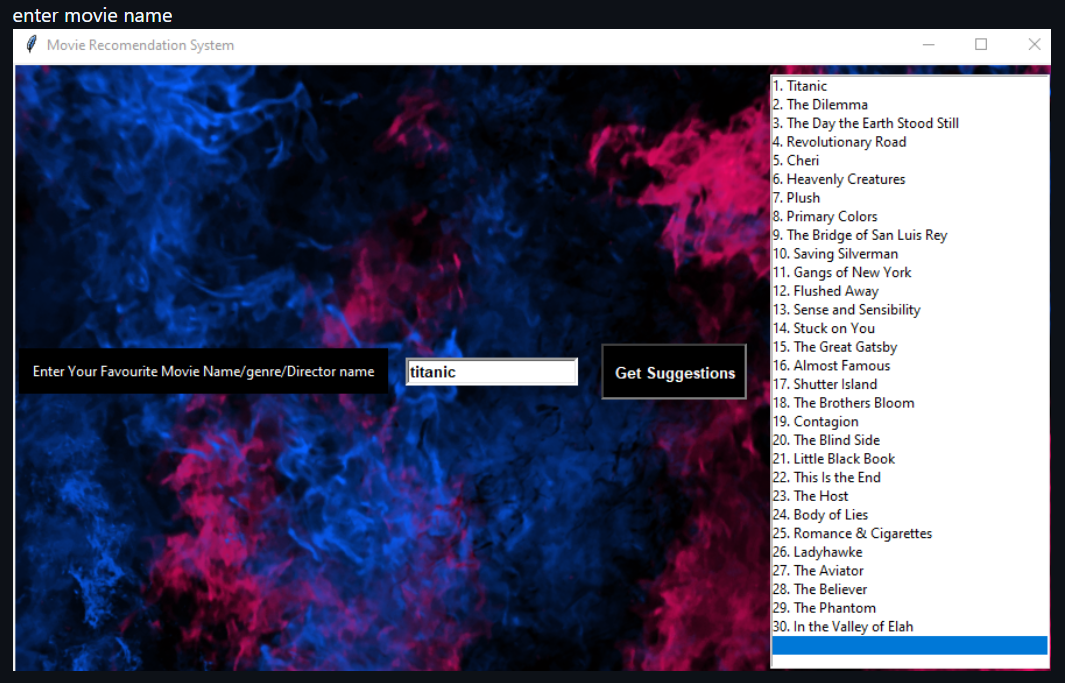 enter movie name
Movie Recomendation System
Enter Your Favourite Movie Name/genre/Director name
titanic
Get Suggestions
1. Titanic
2. The Dilemma
3. The Day the Earth Stood Still
4. Revolutionary Road
5. Cheri
6. Heavenly Creatures
7. Plush
8. Primary Colors
9. The Bridge of San Luis Rey
10. Saving Silverman
11. Gangs of New York
12. Flushed Away
13. Sense and Sensibility
14. Stuck on You
15. The Great Gatsby
16. Almost Famous
17. Shutter Island
18. The Brothers Bloom
19. Contagion
20. The Blind Side
21. Little Black Book
22. This Is the End
23. The Host
24. Body of Lies
25. Romance & Cigarettes
26. Ladyhawke
27. The Aviator
28. The Believer
29. The Phantom
30. In the Valley of Elah